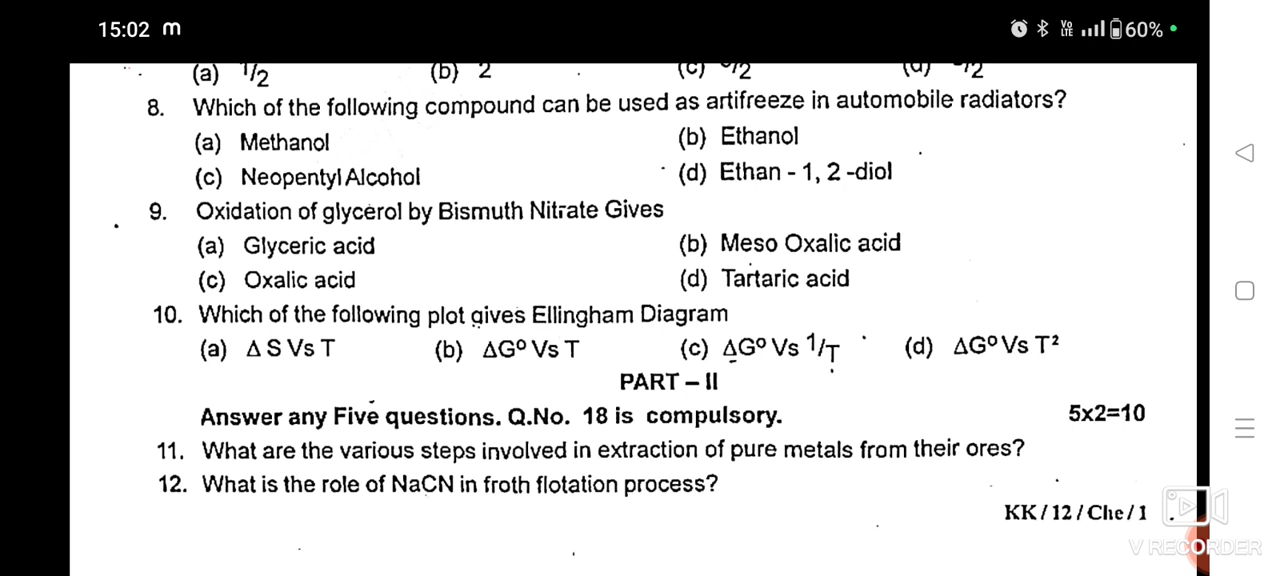 15:02 m
Vo LTE 60%
(a) 1/2 (b) 2 (c) (d)
8. Which of the following compound can be used as artifreeze in automobile radiators?
(a) Methanol (b) Ethanol
(c) Neopentyl Alcohol (d) Ethan - 1, 2 -diol
9. Oxidation of glycerol by Bismuth Nitrate Gives
(a) Glyceric acid (b) Meso Oxalic acid
(c) Oxalic acid (d) Tartaric acid
10. Which of the following plot gives Ellingham Diagram
(a) Δ S Vs T (b) ΔG⁰ Vs T (c) ΔG⁰ Vs 1/T (d) ΔG⁰ Vs T²
PART – II
Answer any Five questions. Q.No. 18 is compulsory. 5x2=10
11. What are the various steps involved in extraction of pure metals from their ores?
12. What is the role of NaCN in froth flotation process?
KK / 12 / Che / 1
V RECORDER